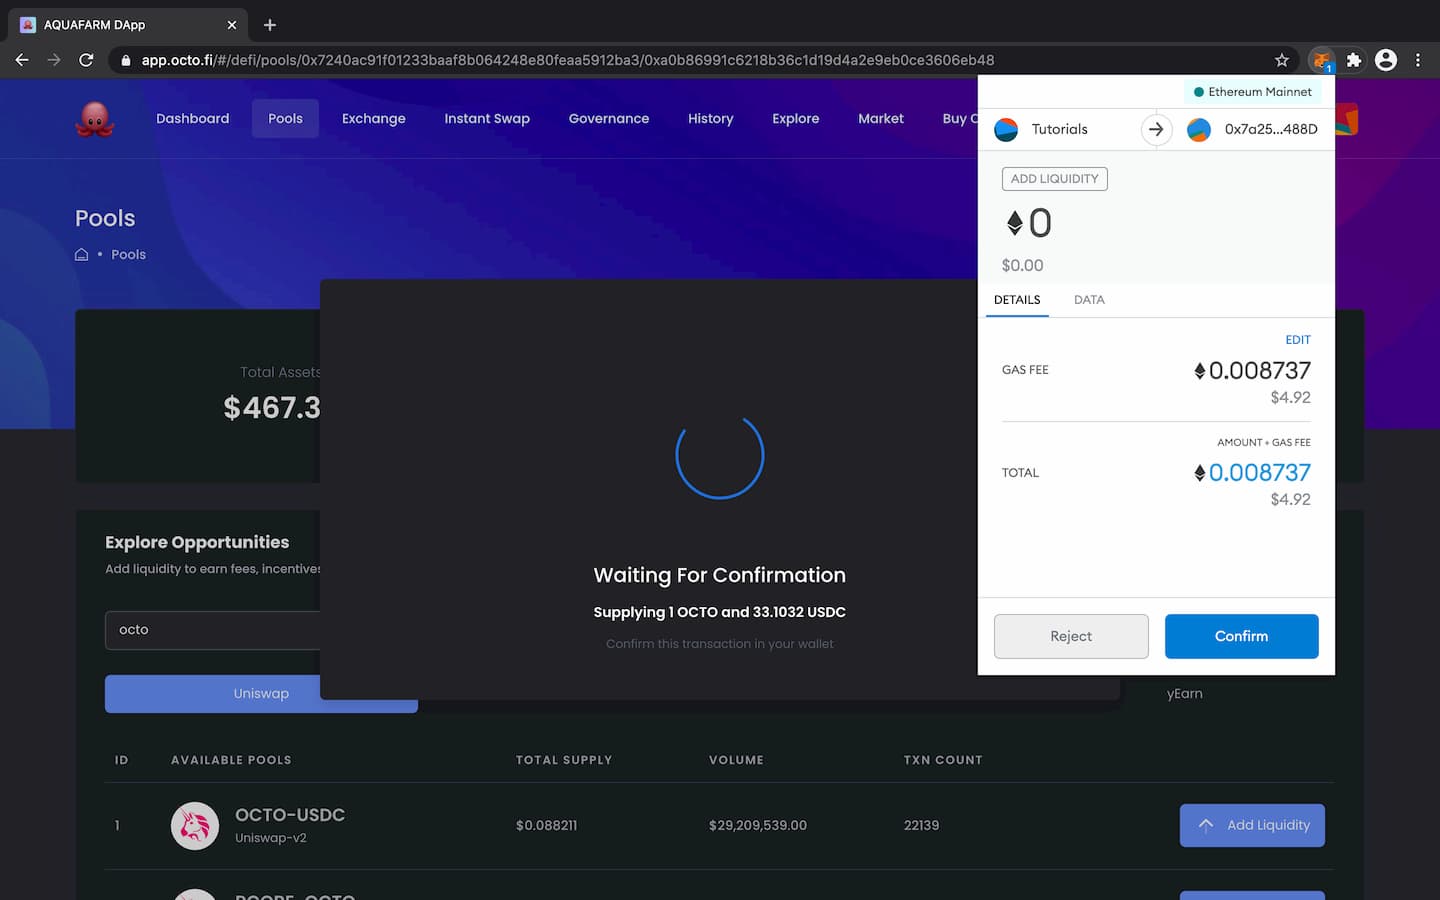 AQUAFARM DApp
app.octo.fi/#/defi/pools/0x7240ac91f01233baaf8b064248e80feaa5912ba3/0xa0b86991c6218b36c1d19d4a2e9eb0ce3606eb48
1
Dashboard Pools Exchange Instant Swap Governance History Explore Market Buy
Ethereum Mainnet
Tutorials 0x7a25...488D
ADD LIQUIDITY
0
$0.00
DETAILS DATA
EDIT
GAS FEE 0.008737
$4.92
AMOUNT + GAS FEE
TOTAL 0.008737
$4.92
Reject Confirm
Pools
Pools
Total Assets
$467.3
Waiting For Confirmation
Supplying 1 OCTO and 33.1032 USDC
Confirm this transaction in your wallet
Explore Opportunities
Add liquidity to earn fees, incentives
octo
Uniswap yEarn
ID AVAILABLE POOLS TOTAL SUPPLY VOLUME TXN COUNT
1 OCTO-USDC $0.088211 $29,209,539.00 22139 Add Liquidity
Uniswap-v2